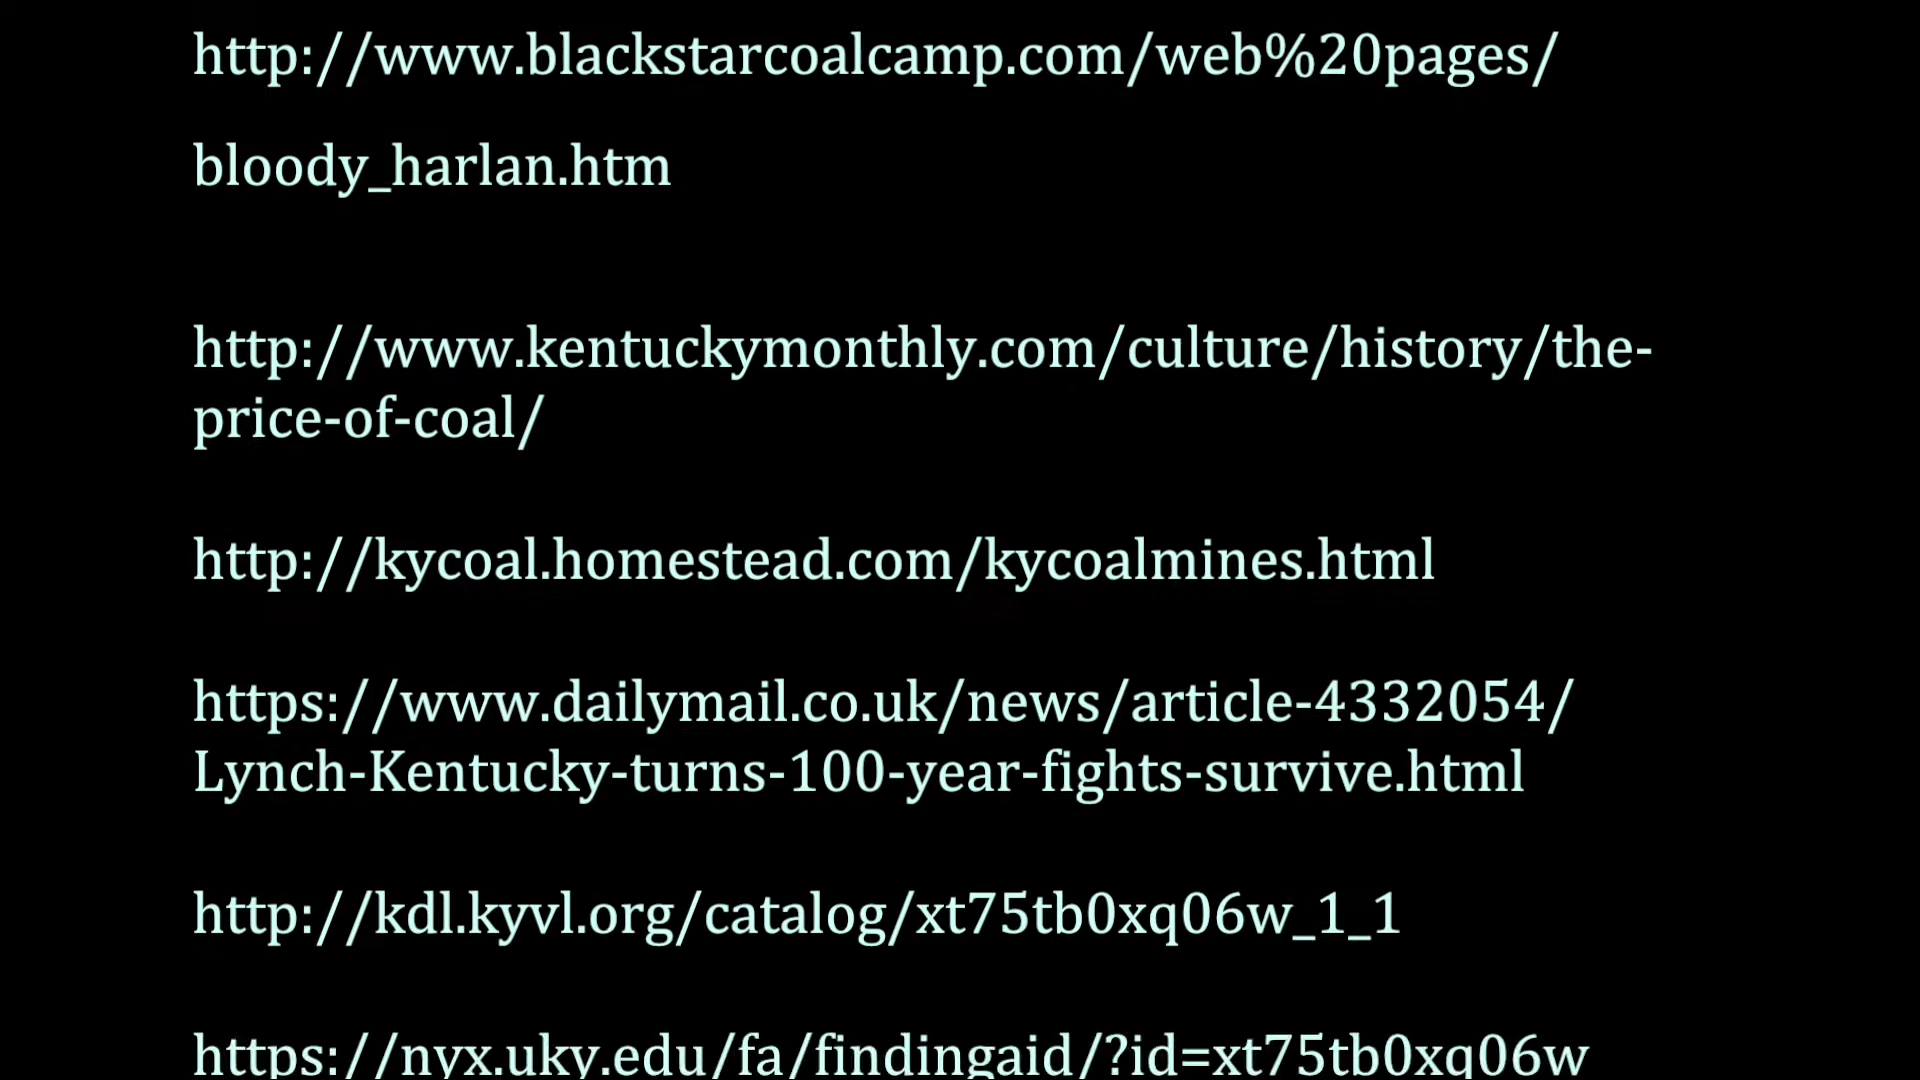 http://www.blackstarcoalcamp.com/web%20pages/
bloody_harlan.htm
http://www.kentuckymonthly.com/culture/history/the-
price-of-coal/
http://kycoal.homestead.com/kycoalmines.html
https://www.dailymail.co.uk/news/article-4332054/
Lynch-Kentucky-turns-100-year-fights-survive.html
http://kdl.kyvl.org/catalog/xt75tb0xq06w_1_1
https://nyx.uky.edu/fa/findingaid/?id=xt75tb0xq06w